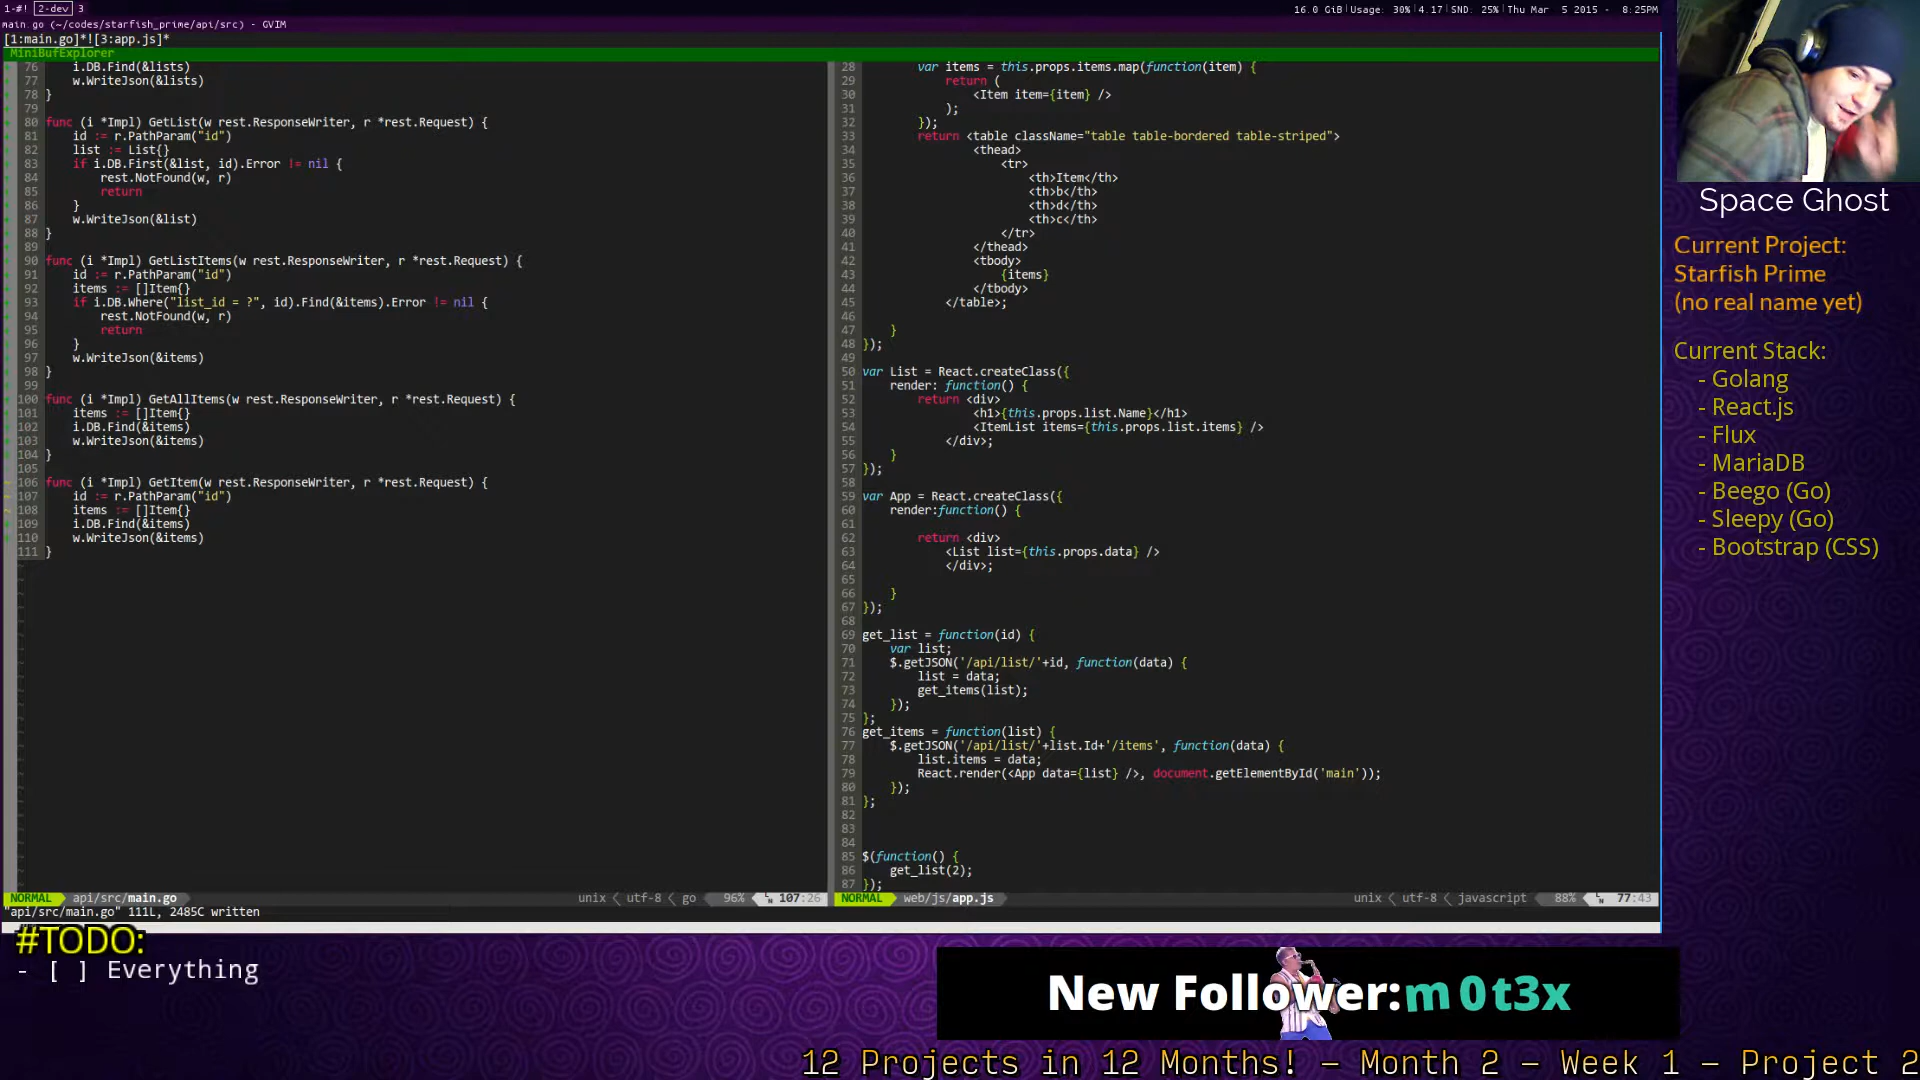 1-#! 2-dev 3
16.0 GiB|Usage: 30%|4.17|SND: 25%|Thu Mar  5 2015 -  8:25PM
main.go (~/codes/starfish_prime/api/src) - GVIM
[1:main.go]*![3:app.js]*
MiniBufExplorer
76     i.DB.Find(&lists)
77     w.WriteJson(&lists)
78 }
79
80 func (i *Impl) GetList(w rest.ResponseWriter, r *rest.Request) {
81     id := r.PathParam("id")
82     list := List{}
83     if i.DB.First(&list, id).Error != nil {
84         rest.NotFound(w, r)
85         return
86     }
87     w.WriteJson(&list)
88 }
89
90 func (i *Impl) GetListItems(w rest.ResponseWriter, r *rest.Request) {
91     id := r.PathParam("id")
92     items := []Item{}
93     if i.DB.Where("list_id = ?", id).Find(&items).Error != nil {
94         rest.NotFound(w, r)
95         return
96     }
97     w.WriteJson(&items)
98 }
99
100 func (i *Impl) GetAllItems(w rest.ResponseWriter, r *rest.Request) {
101     items := []Item{}
102     i.DB.Find(&items)
103     w.WriteJson(&items)
104 }
105
106 func (i *Impl) GetItem(w rest.ResponseWriter, r *rest.Request) {
107     id := r.PathParam("id")
108     items := []Item{}
109     i.DB.Find(&items)
110     w.WriteJson(&items)
111 }
NORMAL api/src/main.go unix < utf-8 < go 96% 107:26
28         var items = this.props.items.map(function(item) {
29             return (
30                 <Item item={item} />
31             );
32         });
33         return <table className="table table-bordered table-striped">
34                 <thead>
35                     <tr>
36                         <th>Item</th>
37                         <th>b</th>
38                         <th>d</th>
39                         <th>c</th>
40                     </tr>
41                 </thead>
42                 <tbody>
43                     {items}
44                 </tbody>
45             </table>;
46
47     }
48 });
49
50 var List = React.createClass({
51     render: function() {
52         return <div>
53                 <h1>{this.props.list.Name}</h1>
54                 <ItemList items={this.props.list.items} />
55             </div>;
56     }
57 });
58
59 var App = React.createClass({
60     render:function() {
61
62         return <div>
63             <List list={this.props.data} />
64             </div>;
65
66     }
67 });
68
69 get_list = function(id) {
70     var list;
71     $.getJSON('/api/list/'+id, function(data) {
72         list = data;
73         get_items(list);
74     });
75 };
76 get_items = function(list) {
77     $.getJSON('/api/list/'+list.Id+'/items', function(data) {
78         list.items = data;
79         React.render(<App data={list} />, document.getElementById('main'));
80     });
81 };
82
83
84
85 $(function() {
86     get_list(2);
87 });
NORMAL web/js/app.js unix < utf-8 < javascript 88% 77:43
"api/src/main.go" 111L, 2485C written
Space Ghost
Current Project:
Starfish Prime
(no real name yet)
Current Stack:
- Golang
- React.js
- Flux
- MariaDB
- Beego (Go)
- Sleepy (Go)
- Bootstrap (CSS)
#TODO:
- [ ] Everything
New Follower:m0t3x
12 Projects in 12 Months! – Month 2 – Week 1 – Project 2